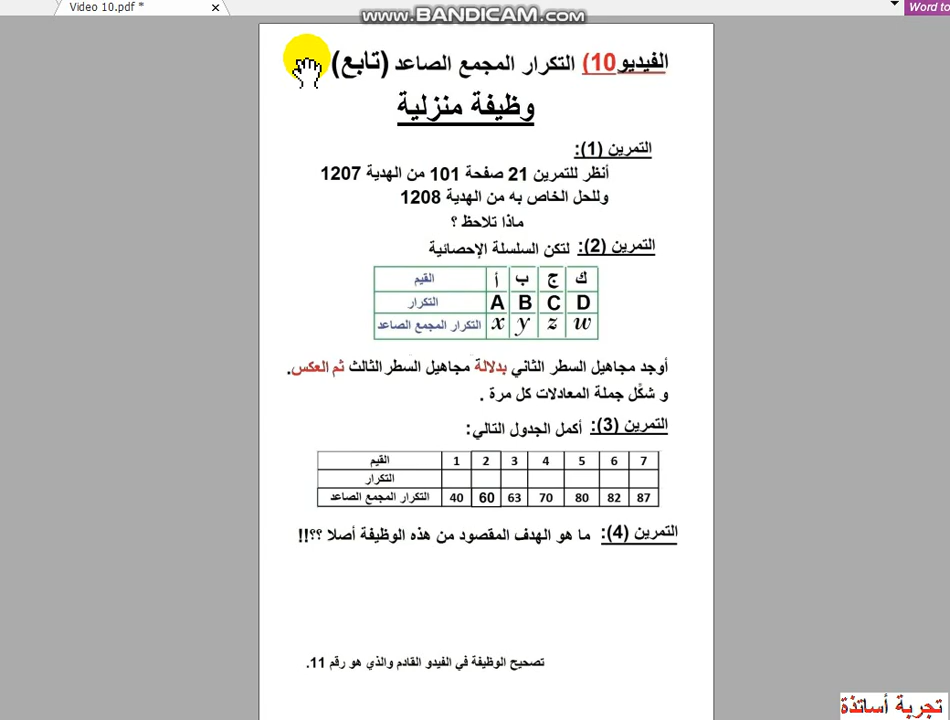 Video 10.pdf *
WWW.BANDICAM.COM
Word to
الفيديو10) التكرار المجمع الصاعد (تابع)
وظيفة منزلية
التمرين (1):
أنظر للتمرين 21 صفحة 101 من الهدية 1207
وللحل الخاص به من الهدية 1208
ماذا تلاحظ ؟
التمرين (2): لتكن السلسلة الإحصائية
القيم أ ب ج ك
التكرار A B C D
التكرار المجمع الصاعد x y z w
أوجد مجاهيل السطر الثاني بدلالة مجاهيل السطر الثالث ثم العكس.
و شكّل جملة المعادلات كل مرة .
التمرين (3): أكمل الجدول التالي:
القيم 1 2 3 4 5 6 7
التكرار
التكرار المجمع الصاعد 40 60 63 70 80 82 87
التمرين (4): ما هو الهدف المقصود من هذه الوظيفة أصلا ؟؟!!
تصحيح الوظيفة في الفيدو القادم والذي هو رقم 11.
تجربة أساتذة